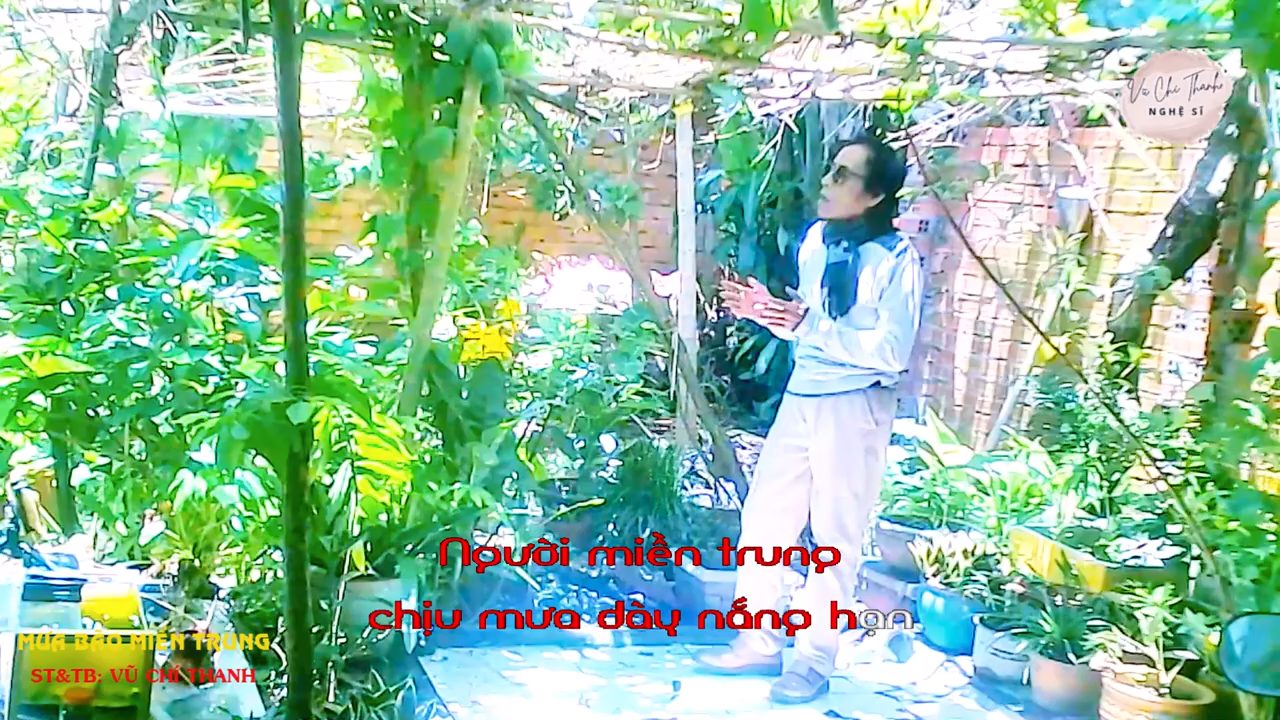 Vũ Chí Thanh
NGHỆ SĨ
Người miền trung
chịu mưa dày nắng hạn
MƯA BÃO MIỀN TRUNG
ST&TB: VŨ CHÍ THANH